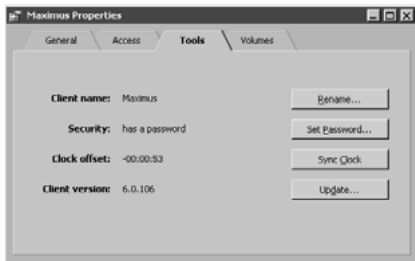 Maximus Properties
General Access Tools Volumes
Client name: Maximus Rename...
Security: has a password Set Password...
Clock offset: -00:00:53 Sync Clock
Client version: 6.0.106 Update...